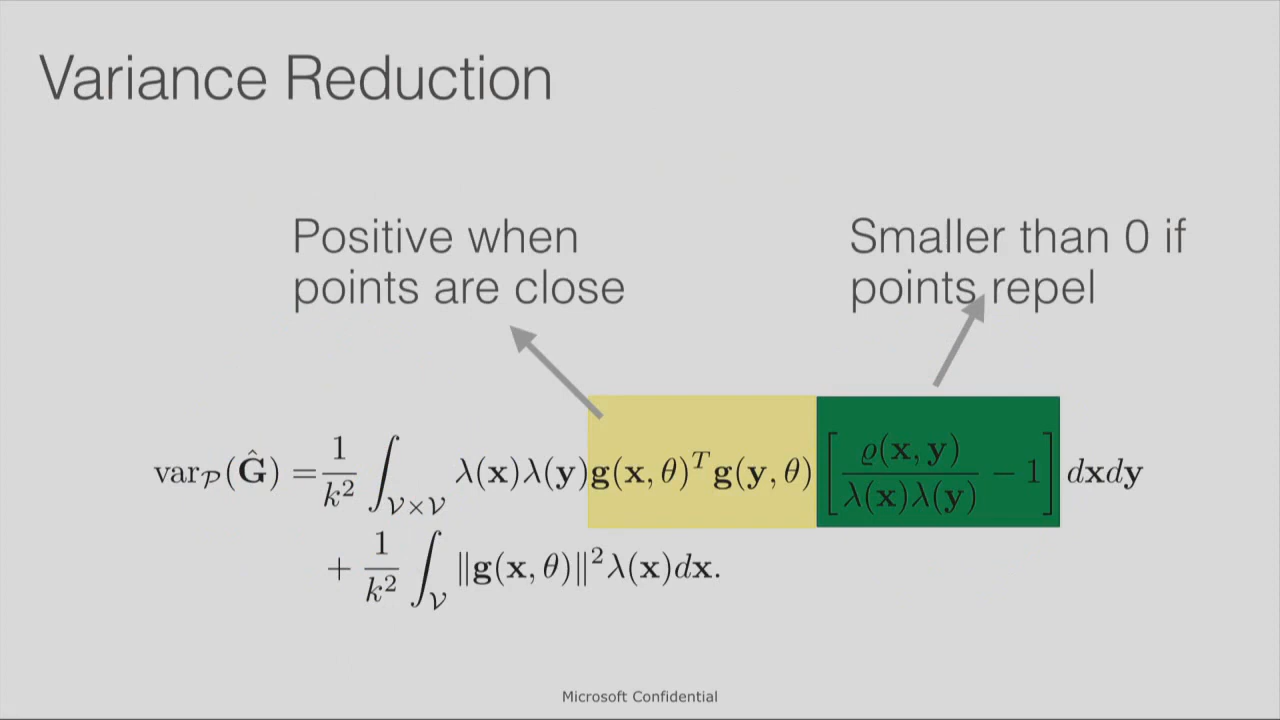 Variance Reduction
Positive when
points are close
Smaller than 0 if
points repel
var𝒫(Ĝ) = 1/k² ∫_{𝒱×𝒱} λ(x)λ(y)g(x, θ)ᵀg(y, θ) [ϱ(x, y)/λ(x)λ(y) − 1] dxdy
+ 1/k² ∫_𝒱 ‖g(x, θ)‖²λ(x)dx.
Microsoft Confidential